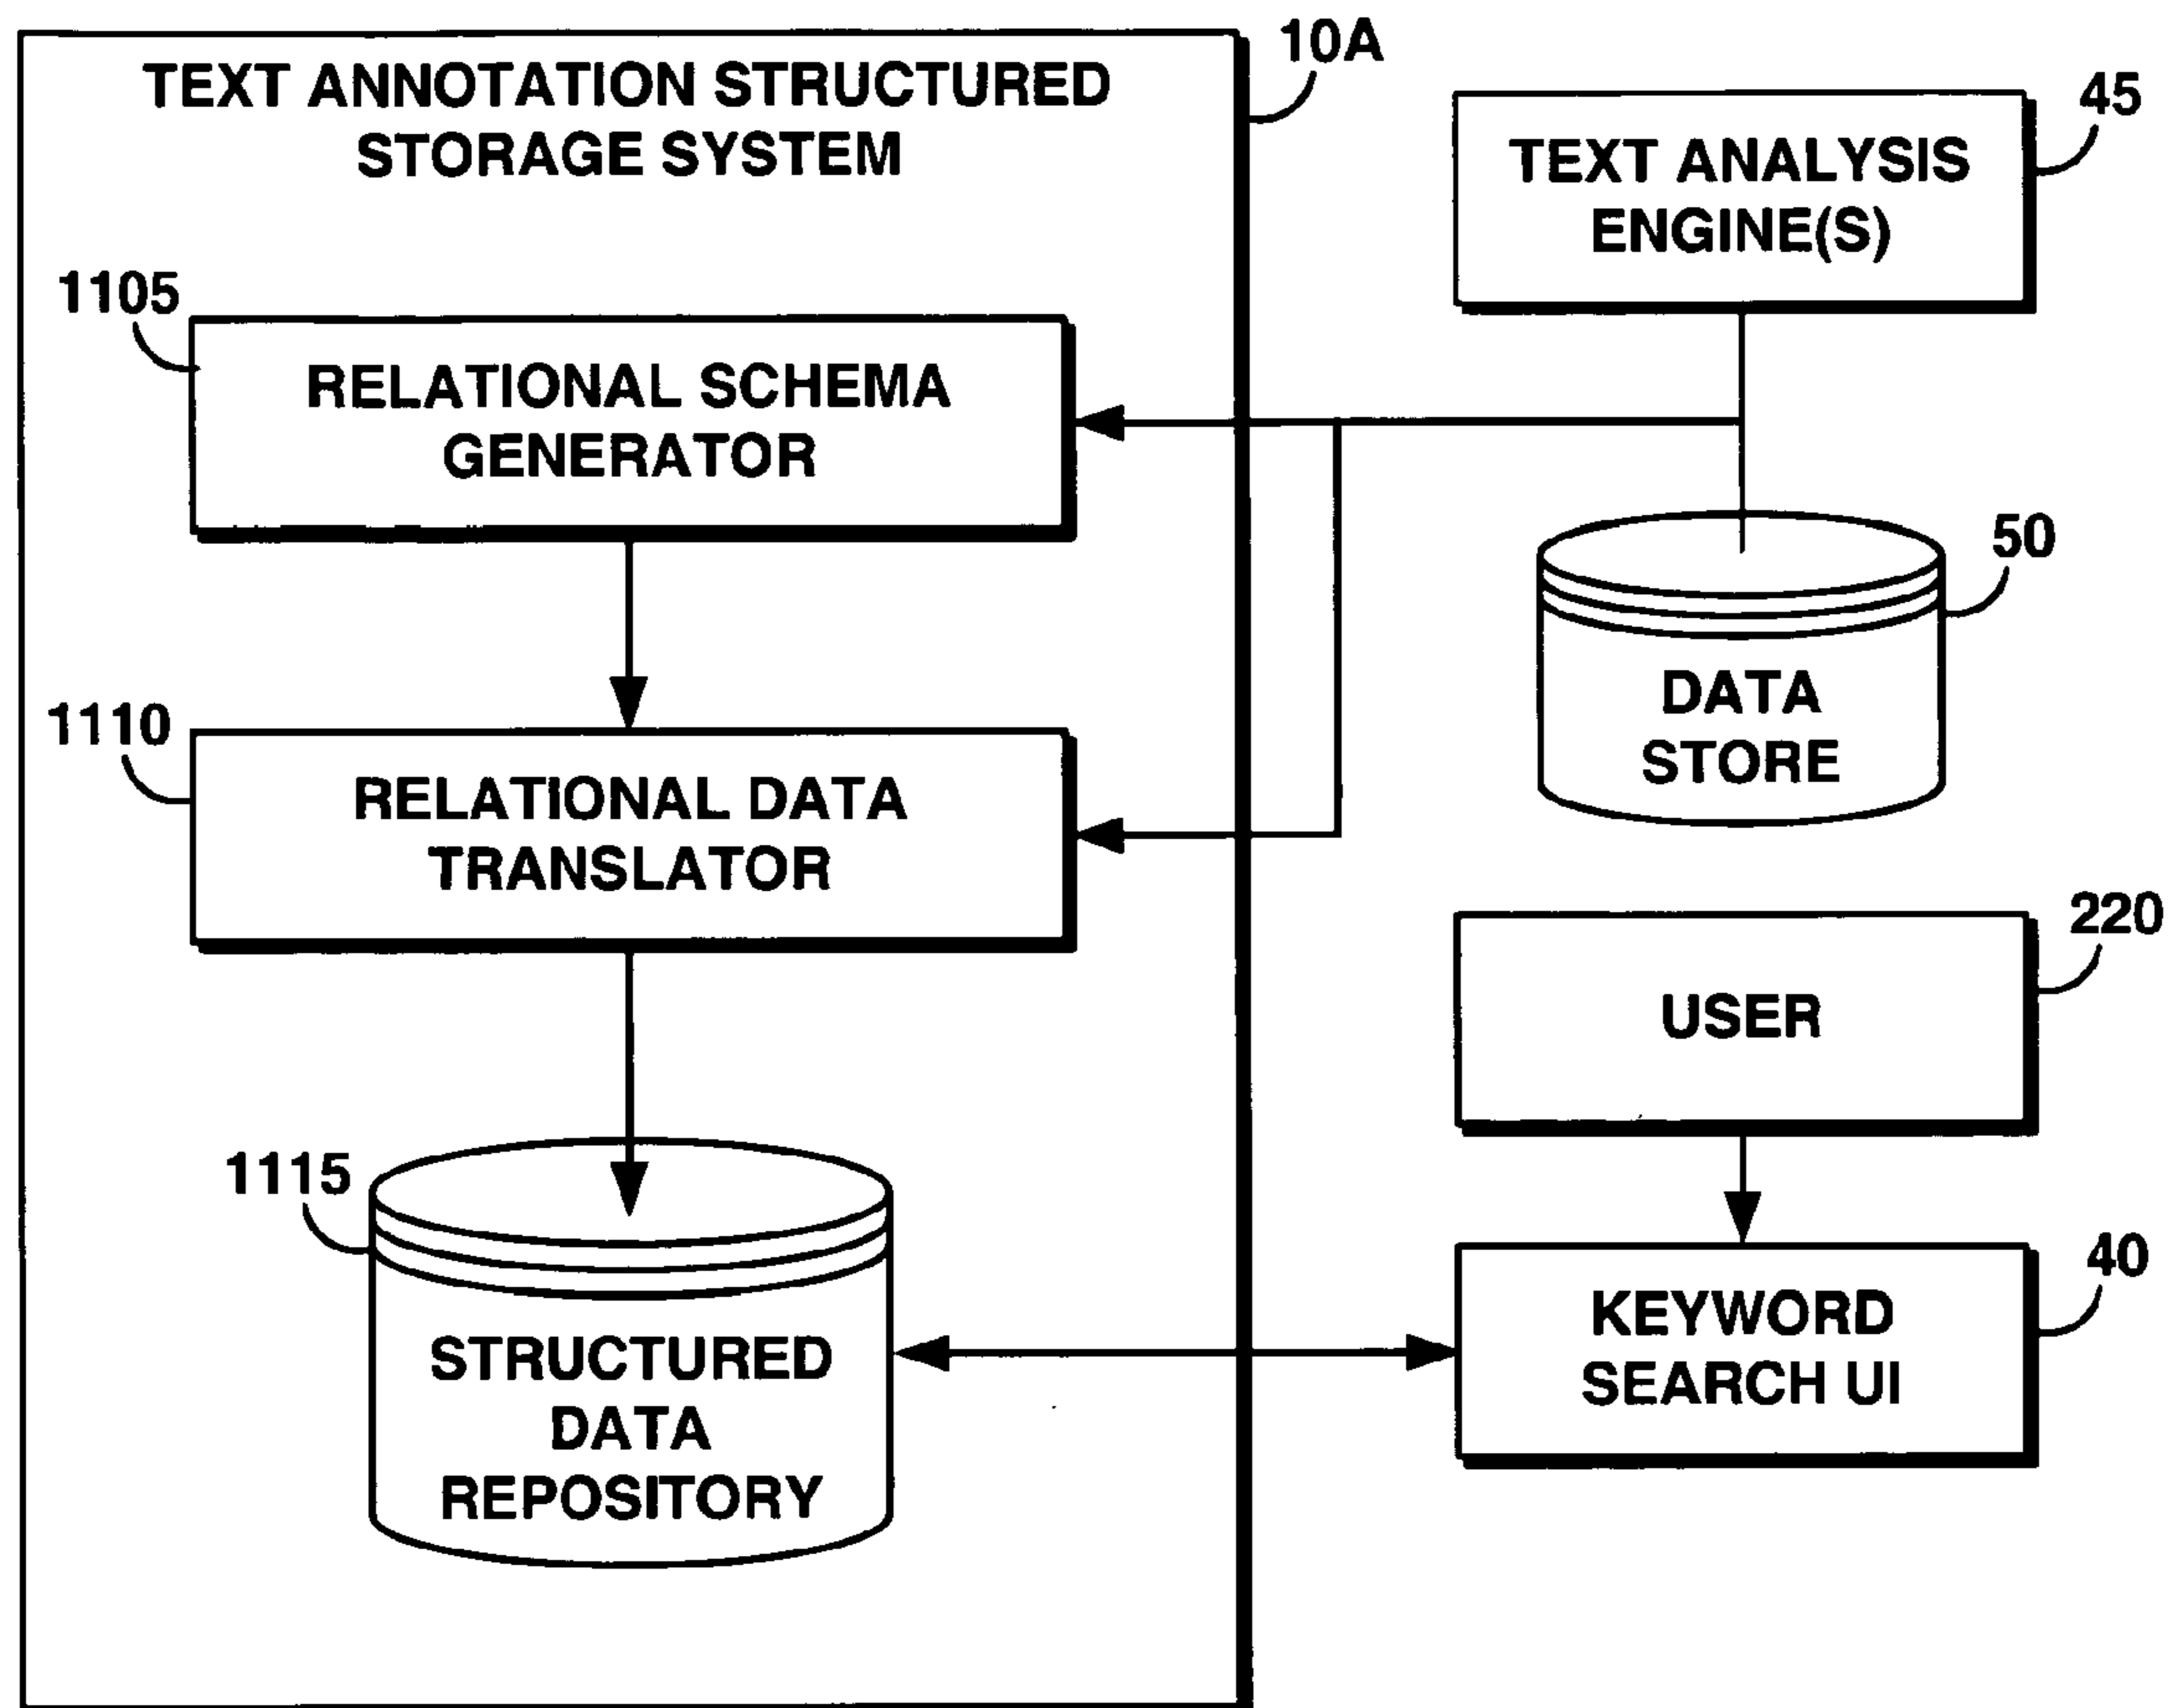 10A
TEXT ANNOTATION STRUCTURED
STORAGE SYSTEM
45
TEXT ANALYSIS
ENGINE(S)
1105
RELATIONAL SCHEMA
GENERATOR
50
DATA
STORE
1110
RELATIONAL DATA
TRANSLATOR
220
USER
1115
STRUCTURED
DATA
REPOSITORY
40
KEYWORD
SEARCH UI